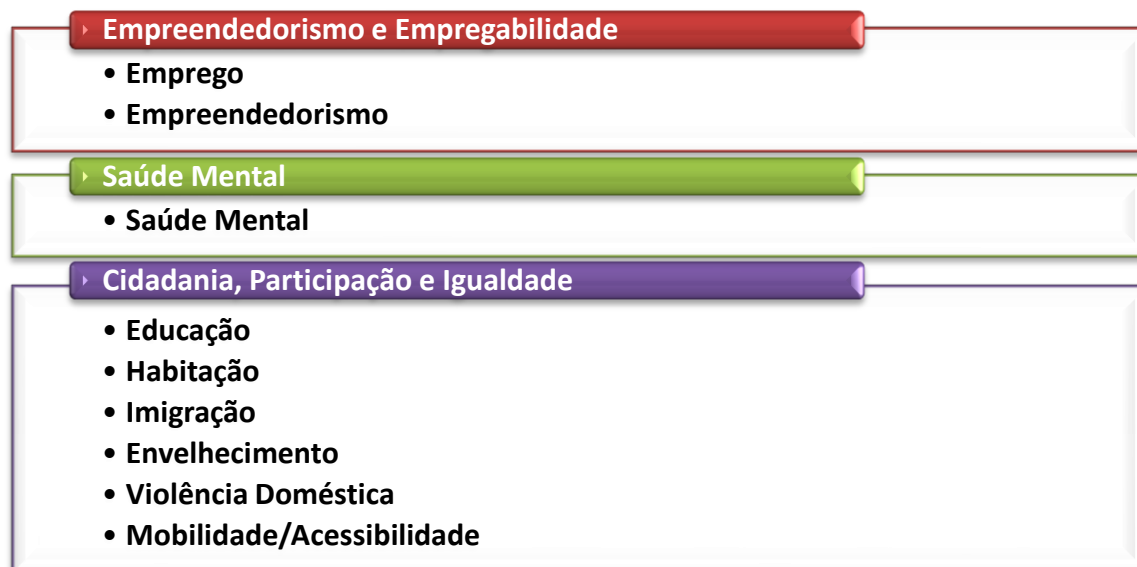 Empreendedorismo e Empregabilidade
• Emprego
• Empreendedorismo
Saúde Mental
• Saúde Mental
Cidadania, Participação e Igualdade
• Educação
• Habitação
• Imigração
• Envelhecimento
• Violência Doméstica
• Mobilidade/Acessibilidade